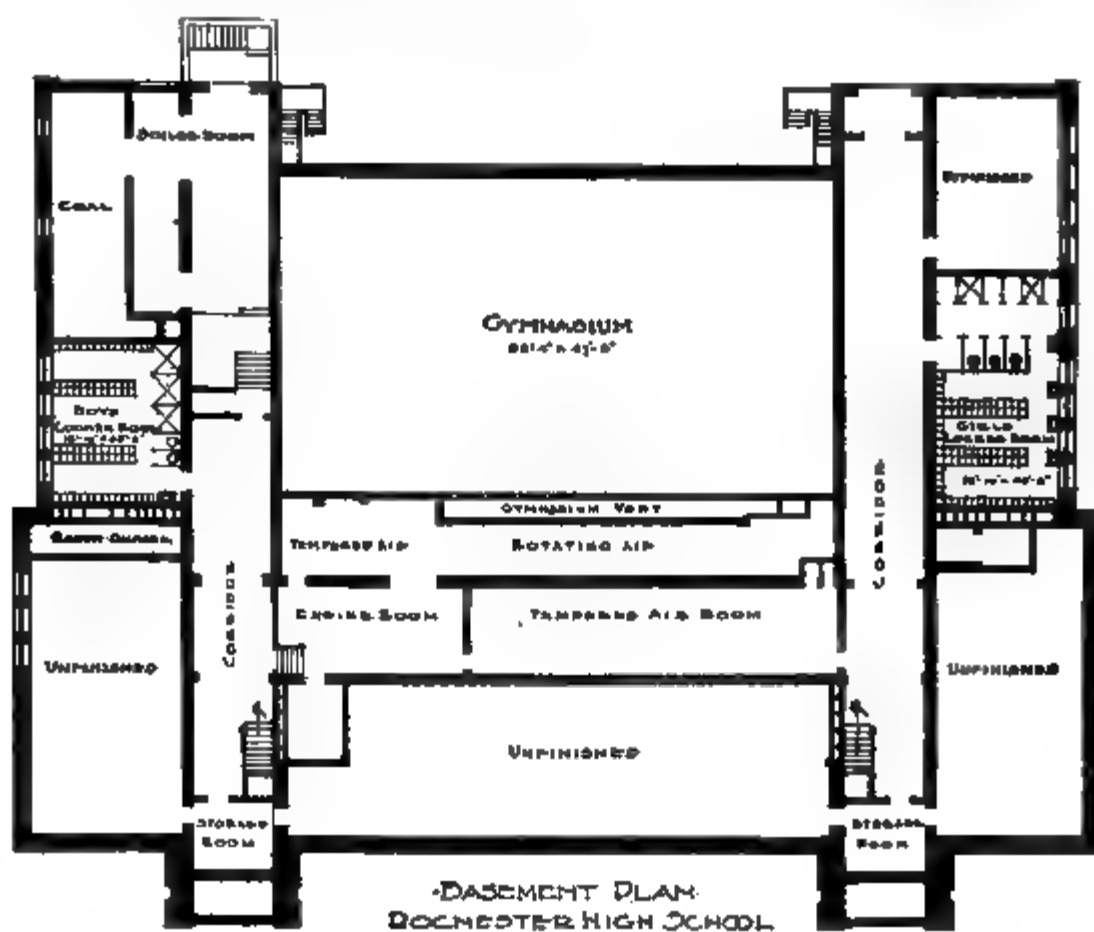 BOILER ROOM
COAL
UNFINISHED
GYMNASIUM
BOYS
LOCKER ROOM
GIRLS
LOCKER ROOM
CORRIDOR
GYMNASIUM VENT
TEMPERED AIR
ROTATING AIR
CORRIDOR
ENGINE ROOM
TEMPERED AIR ROOM
UNFINISHED
UNFINISHED
UNFINISHED
STORAGE
ROOM
STORAGE
ROOM
·BASEMENT PLAN·
ROCHESTER HIGH SCHOOL